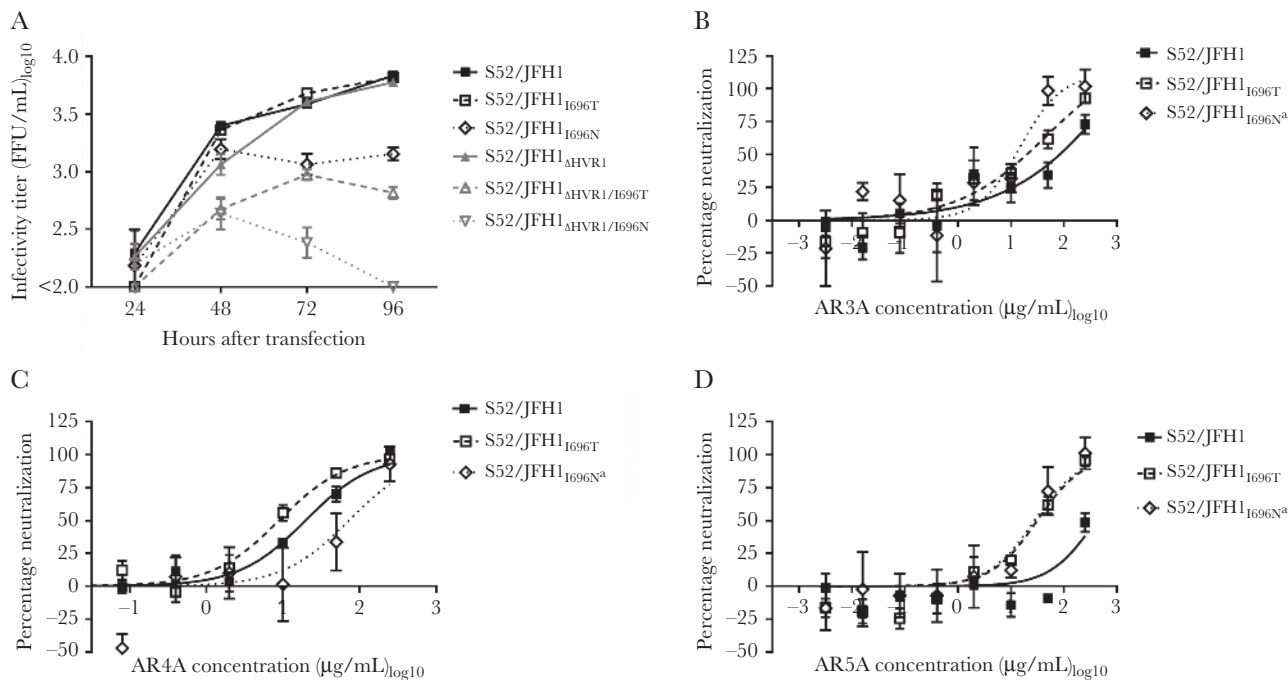 A
Infectivity titer (FFU/mL)log10
4.0
3.5
3.0
2.5
<2.0
24 48 72 96
Hours after transfection
S52/JFH1
S52/JFH1I696T
S52/JFH1I696N
S52/JFH1ΔHVR1
S52/JFH1ΔHVR1/I696T
S52/JFH1ΔHVR1/I696N
B
Percentage neutralization
125
100
75
50
25
0
−25
−50
−3 −2 −1 0 1 2 3
AR3A concentration (μg/mL)log10
S52/JFH1
S52/JFH1I696T
S52/JFH1I696Na
C
Percentage neutralization
125
100
75
50
25
0
−25
−50
−1 0 1 2 3
AR4A concentration (μg/mL)log10
S52/JFH1
S52/JFH1I696T
S52/JFH1I696Na
D
Percentage neutralization
125
100
75
50
25
0
−25
−50
−3 −2 −1 0 1 2 3
AR5A concentration (μg/mL)log10
S52/JFH1
S52/JFH1I696T
S52/JFH1I696Na